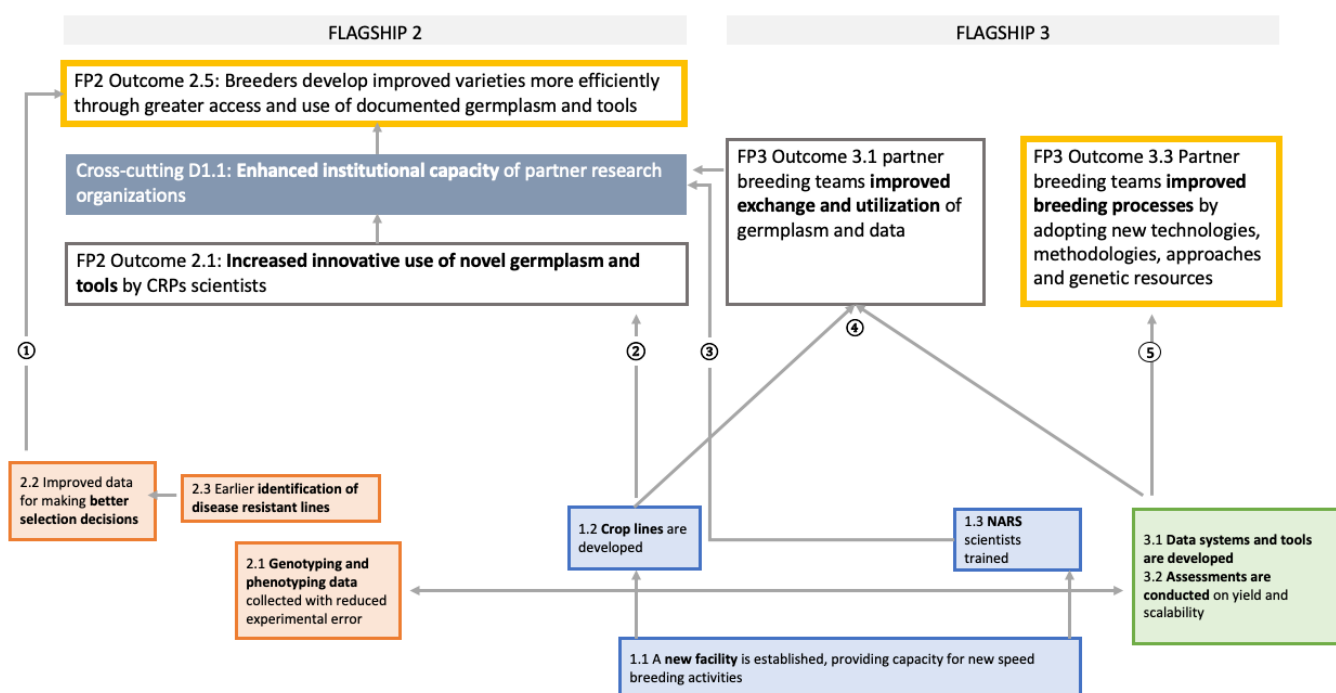 FLAGSHIP 2
FLAGSHIP 3
FP2 Outcome 2.5: Breeders develop improved varieties more efficiently
through greater access and use of documented germplasm and tools
Cross-cutting D1.1: Enhanced institutional capacity of partner research
organizations
FP2 Outcome 2.1: Increased innovative use of novel germplasm and
tools by CRPs scientists
FP3 Outcome 3.1 partner
breeding teams improved
exchange and utilization of
germplasm and data
FP3 Outcome 3.3 Partner
breeding teams improved
breeding processes by
adopting new technologies,
methodologies, approaches
and genetic resources
①
②
③
④
⑤
2.2 Improved data
for making better
selection decisions
2.3 Earlier identification of
disease resistant lines
2.1 Genotyping and
phenotyping data
collected with reduced
experimental error
1.2 Crop lines are
developed
1.3 NARS
scientists
trained
3.1 Data systems and tools
are developed
3.2 Assessments are
conducted on yield and
scalability
1.1 A new facility is established, providing capacity for new speed
breeding activities